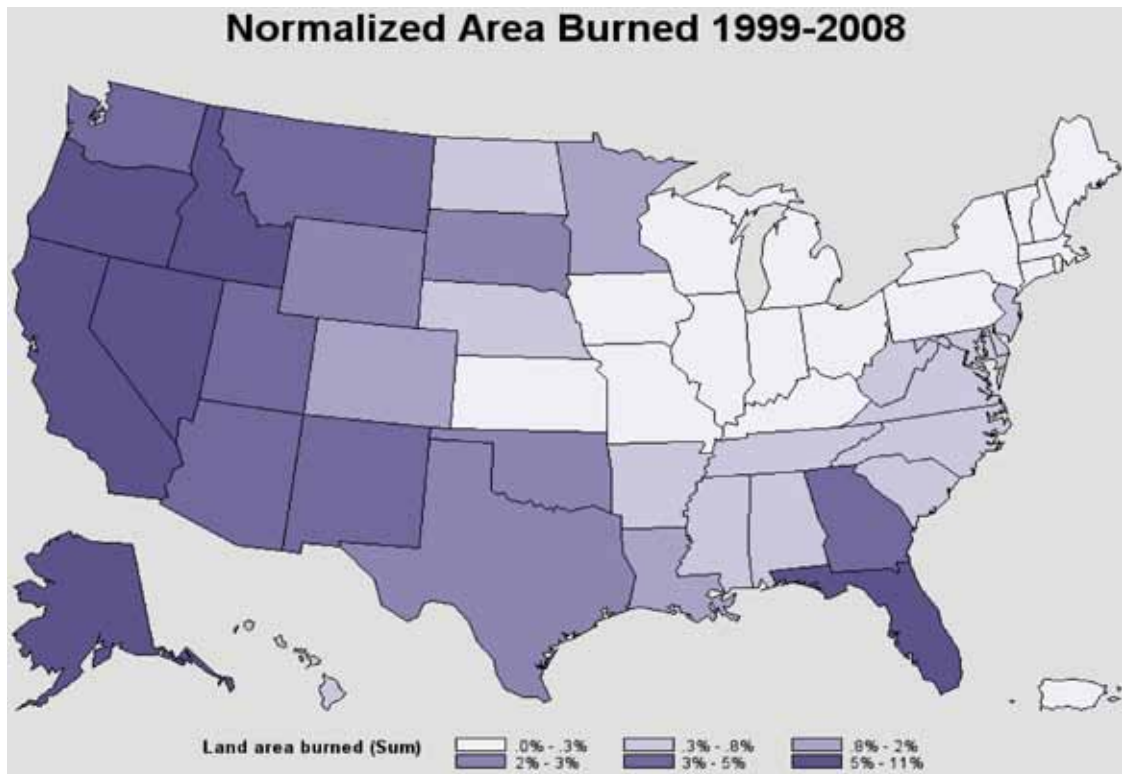 Normalized Area Burned 1999-2008
Land area burned (Sum) .0% - .3% .3% - .8% .8% - 2%
2% - 3% 3% - 5% 5% - 11%